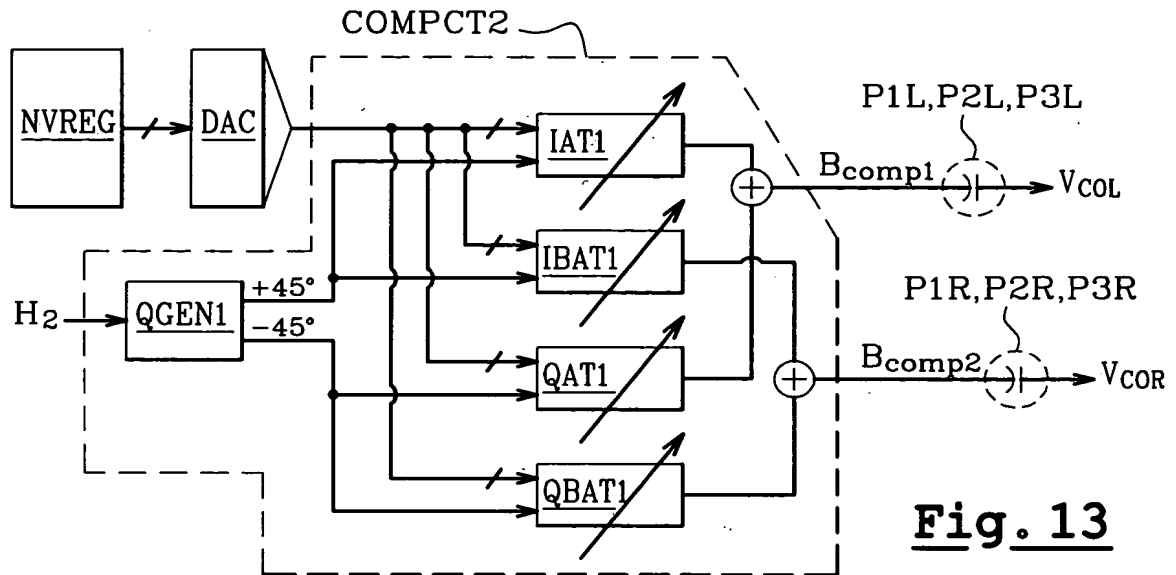 COMPCT2
NVREG
DAC
IAT1
P1L,P2L,P3L
+
Bcomp1
VCOL
IBAT1
P1R,P2R,P3R
H2
QGEN1
+45°
-45°
QAT1
+
Bcomp2
VCOR
QBAT1
Fig. 13